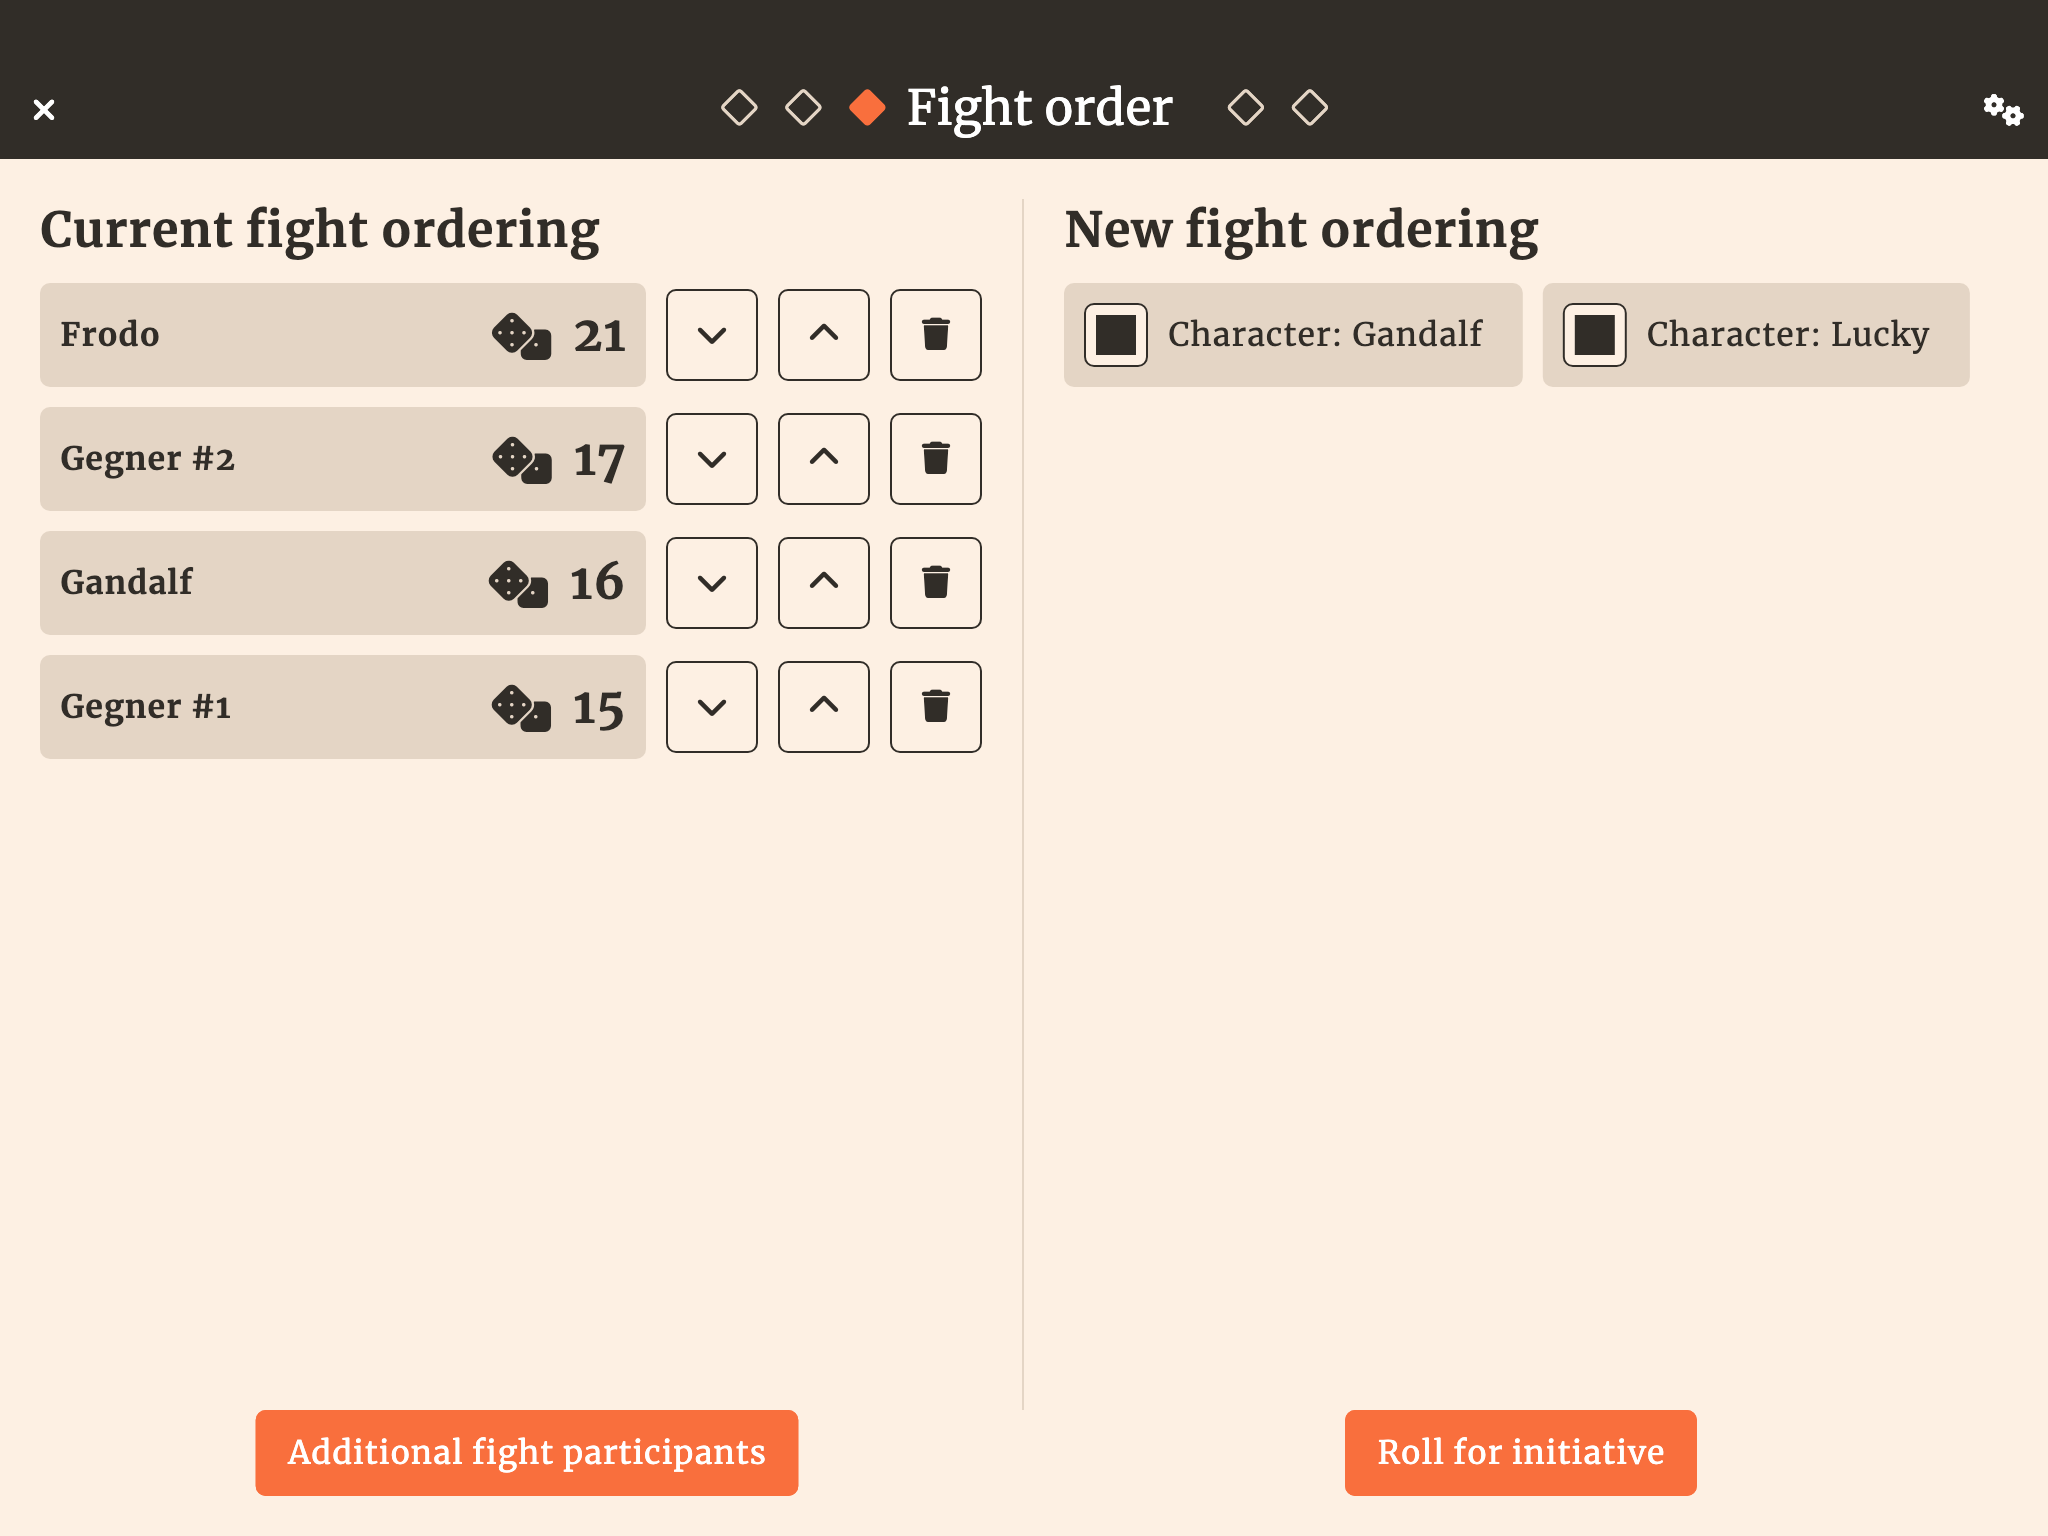 Fight order
Current fight ordering
Frodo 21
Gegner #2 17
Gandalf 16
Gegner #1 15
Additional fight participants
New fight ordering
Character: Gandalf
Character: Lucky
Roll for initiative